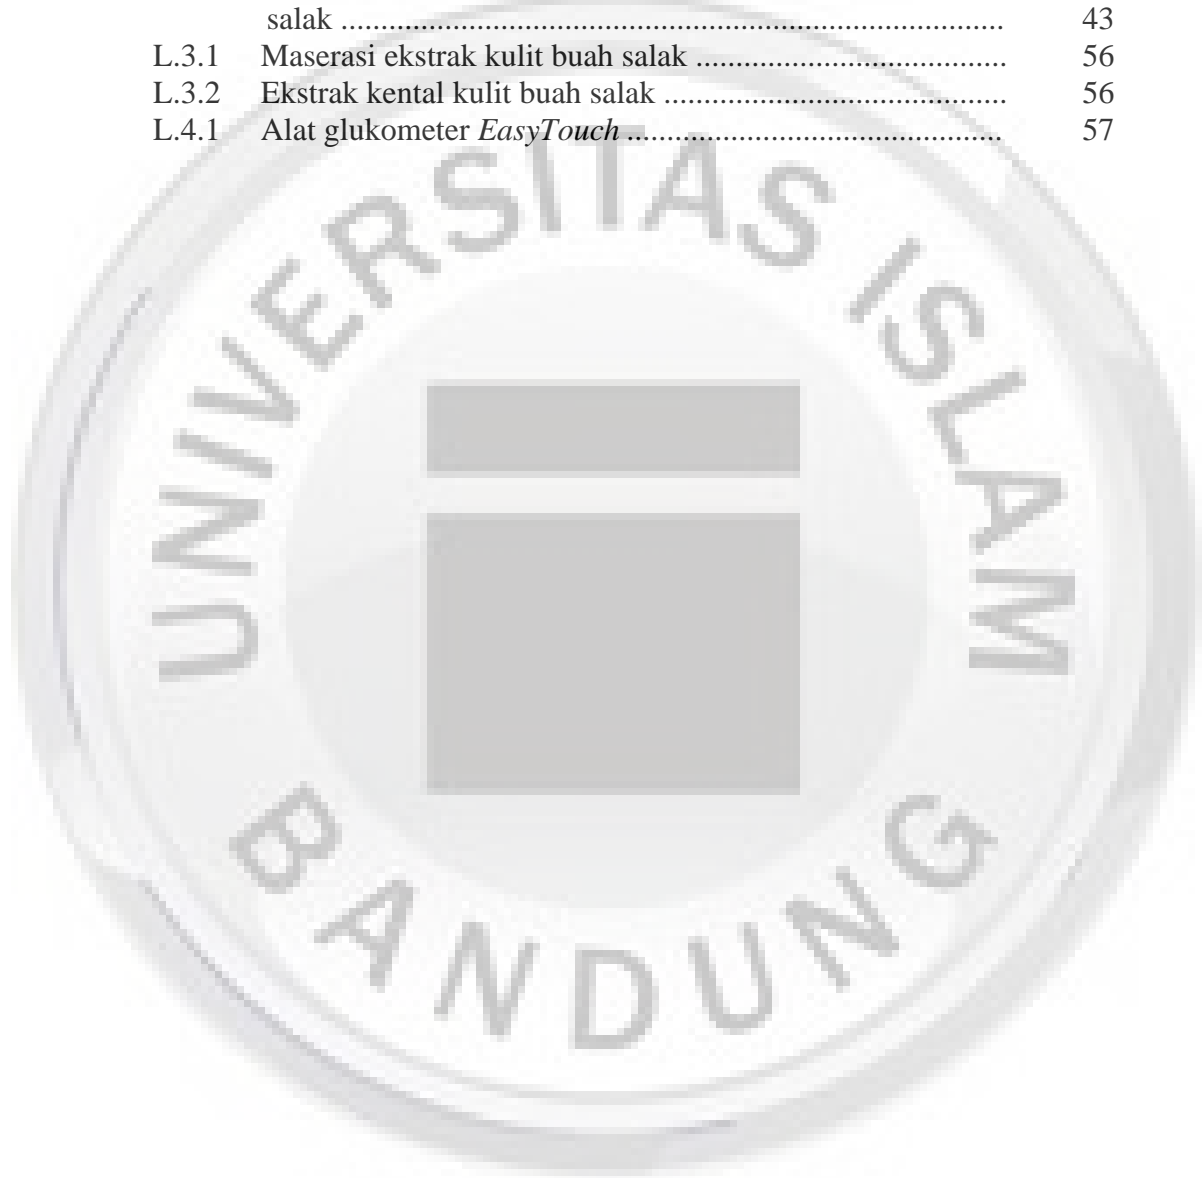 salak ................................................................................... 43
L.3.1 Maserasi ekstrak kulit buah salak ....................................... 56
L.3.2 Ekstrak kental kulit buah salak ........................................... 56
L.4.1 Alat glukometer EasyTouch ............................................... 57
UNIVERSITAS ISLAM
BANDUNG